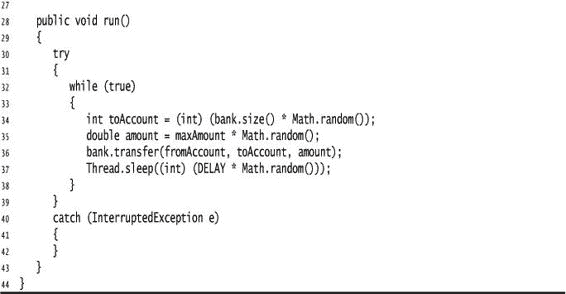 27
28 public void run()
29 {
30 try
31 {
32 while (true)
33 {
34 int toAccount = (int) (bank.size() * Math.random());
35 double amount = maxAmount * Math.random();
36 bank.transfer(fromAccount, toAccount, amount);
37 Thread.sleep((int) (DELAY * Math.random()));
38 }
39 }
40 catch (InterruptedException e)
41 {
42 }
43 }
44 }